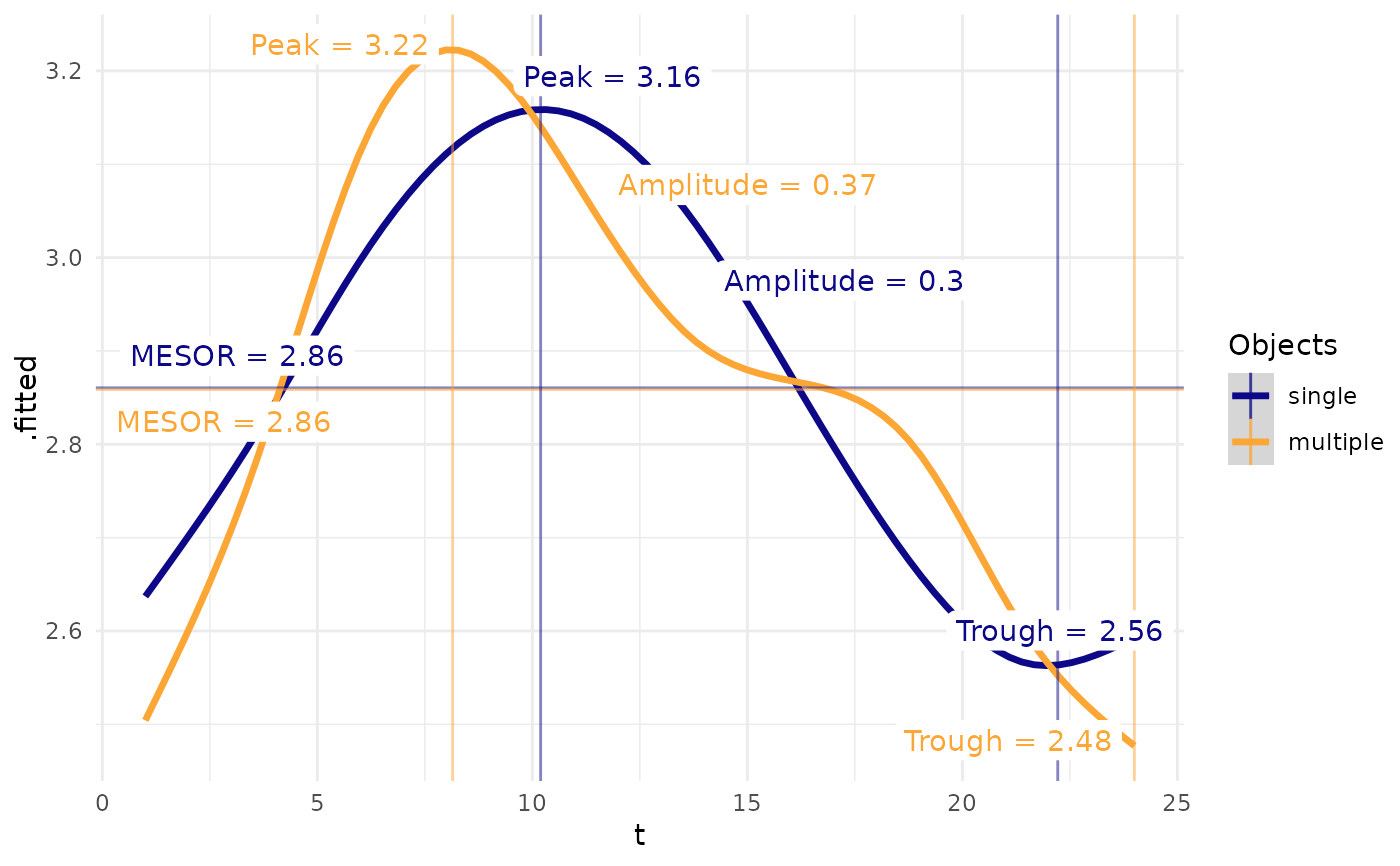 Peak = 3.22
Peak = 3.16
Amplitude = 0.37
Amplitude = 0.3
MESOR = 2.86
MESOR = 2.86
Trough = 2.56
Trough = 2.48
3.2
3.0
2.8
2.6
.fitted
0 5 10 15 20 25
t
Objects
single
multiple